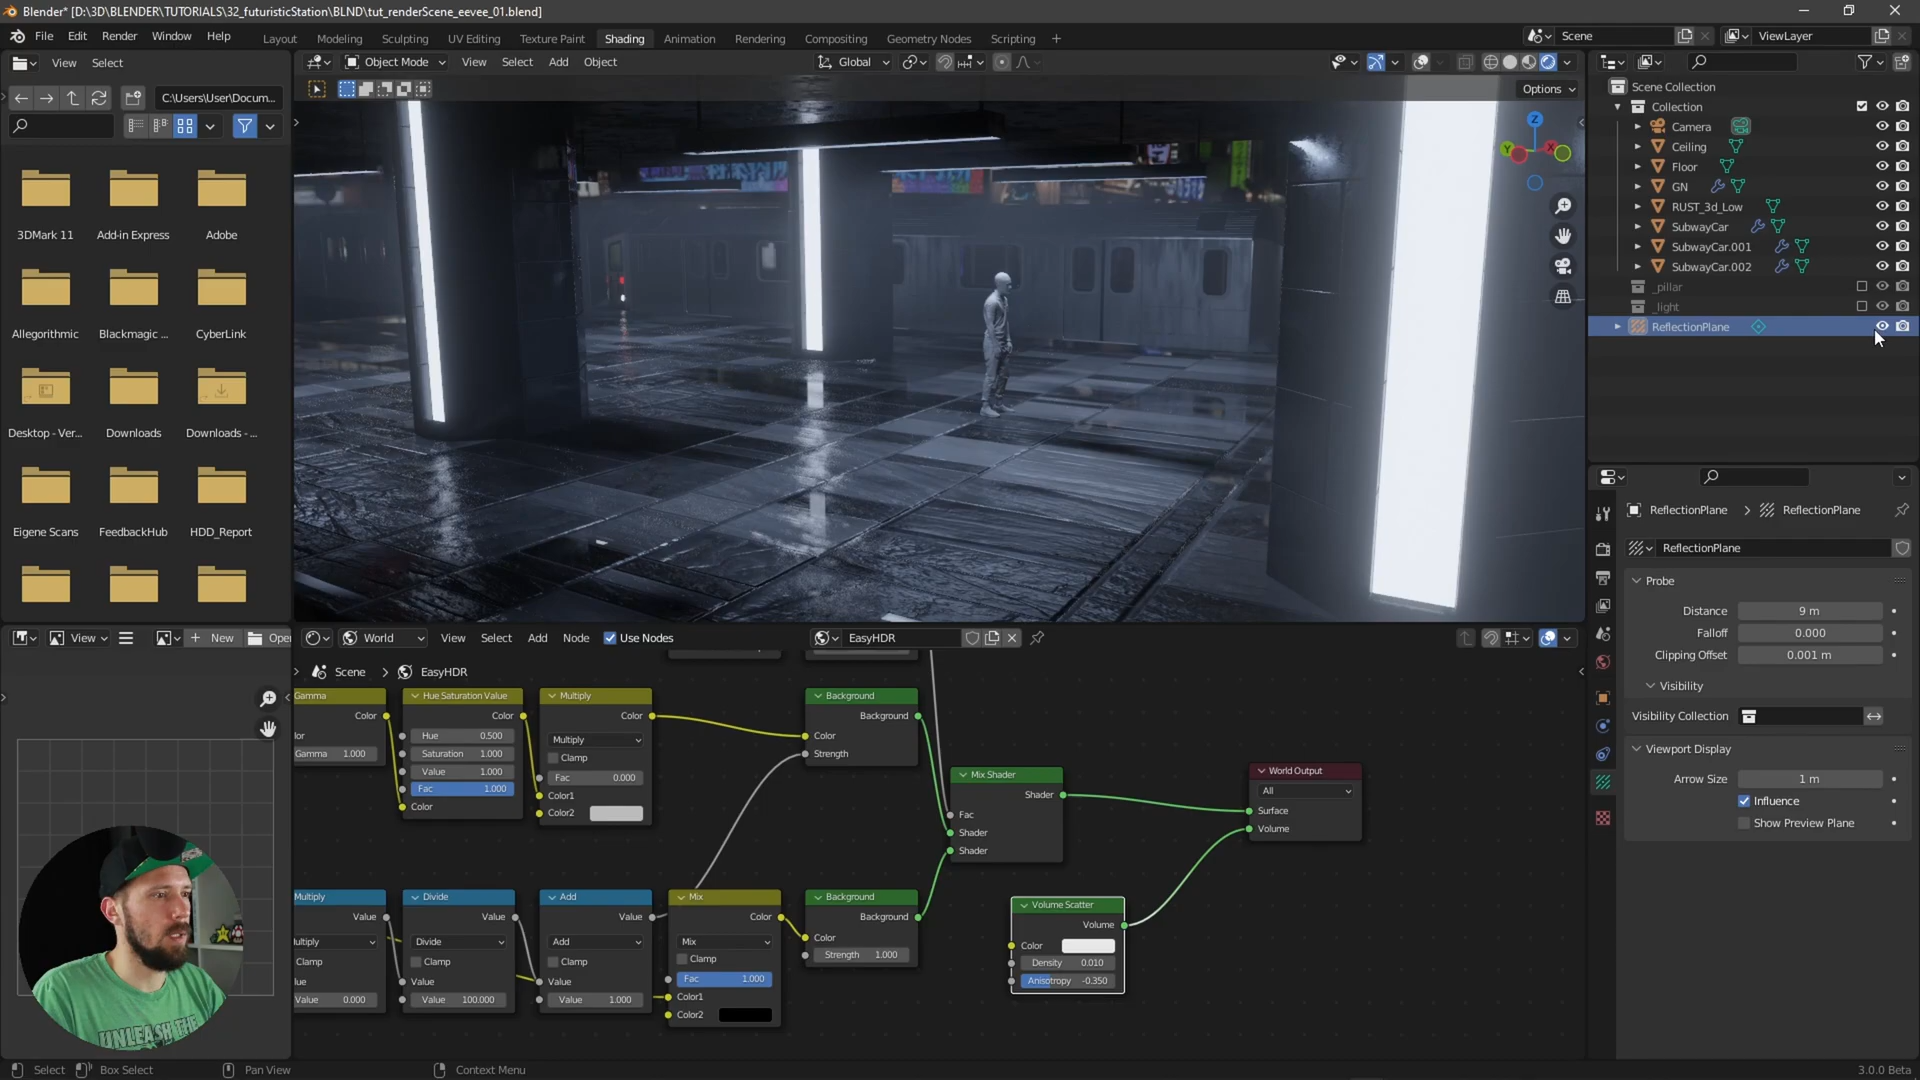 Blender* [D:\3D\BLENDER\TUTORIALS\32_futuristicStation\BLND\tut_renderScene_eevee_01.blend]
File Edit Render Window Help
Layout Modeling Sculpting UV Editing Texture Paint Shading Animation Rendering Compositing Geometry Nodes Scripting +
Scene
ViewLayer
View Select
C:\Users\User\Docum...
3DMark 11
Add-in Express
Adobe
Allegorithmic
Blackmagic ...
CyberLink
Desktop - Ver...
Downloads
Downloads - ...
Eigene Scans
FeedbackHub
HDD_Report
Object Mode View Select Add Object
Global
Options
Z
Y
X
Scene Collection
Collection
Camera
Ceiling
Floor
GN
RUST_3d_Low
SubwayCar
SubwayCar.001
SubwayCar.002
_pillar
_light
ReflectionPlane
ReflectionPlane > ReflectionPlane
ReflectionPlane
Probe
Distance 9 m
Falloff 0.000
Clipping Offset 0.001 m
Visibility
Visibility Collection
Viewport Display
Arrow Size 1 m
Influence
Show Preview Plane
View
New
Open
World View Select Add Node Use Nodes
EasyHDR
Scene > EasyHDR
Gamma
Color
lor
Gamma 1.000
Hue Saturation Value
Color
Hue 0.500
Saturation 1.000
Value 1.000
Fac 1.000
Color
Multiply
Color
Multiply
Clamp
Fac 0.000
Color1
Color2
Background
Background
Color
Strength
Mix Shader
Shader
Fac
Shader
Shader
World Output
All
Surface
Volume
Multiply
Value
lultiply
Clamp
lue
Value 0.000
Divide
Value
Divide
Clamp
Value
Value 100.000
Add
Value
Add
Clamp
Value
Value 1.000
Mix
Color
Mix
Clamp
Fac 1.000
Color1
Color2
Background
Background
Color
Strength 1.000
Volume Scatter
Volume
Color
Density 0.010
Anisotropy -0.350
UNLEASH THE
Select
Box Select
Pan View
Context Menu
3.0.0 Beta